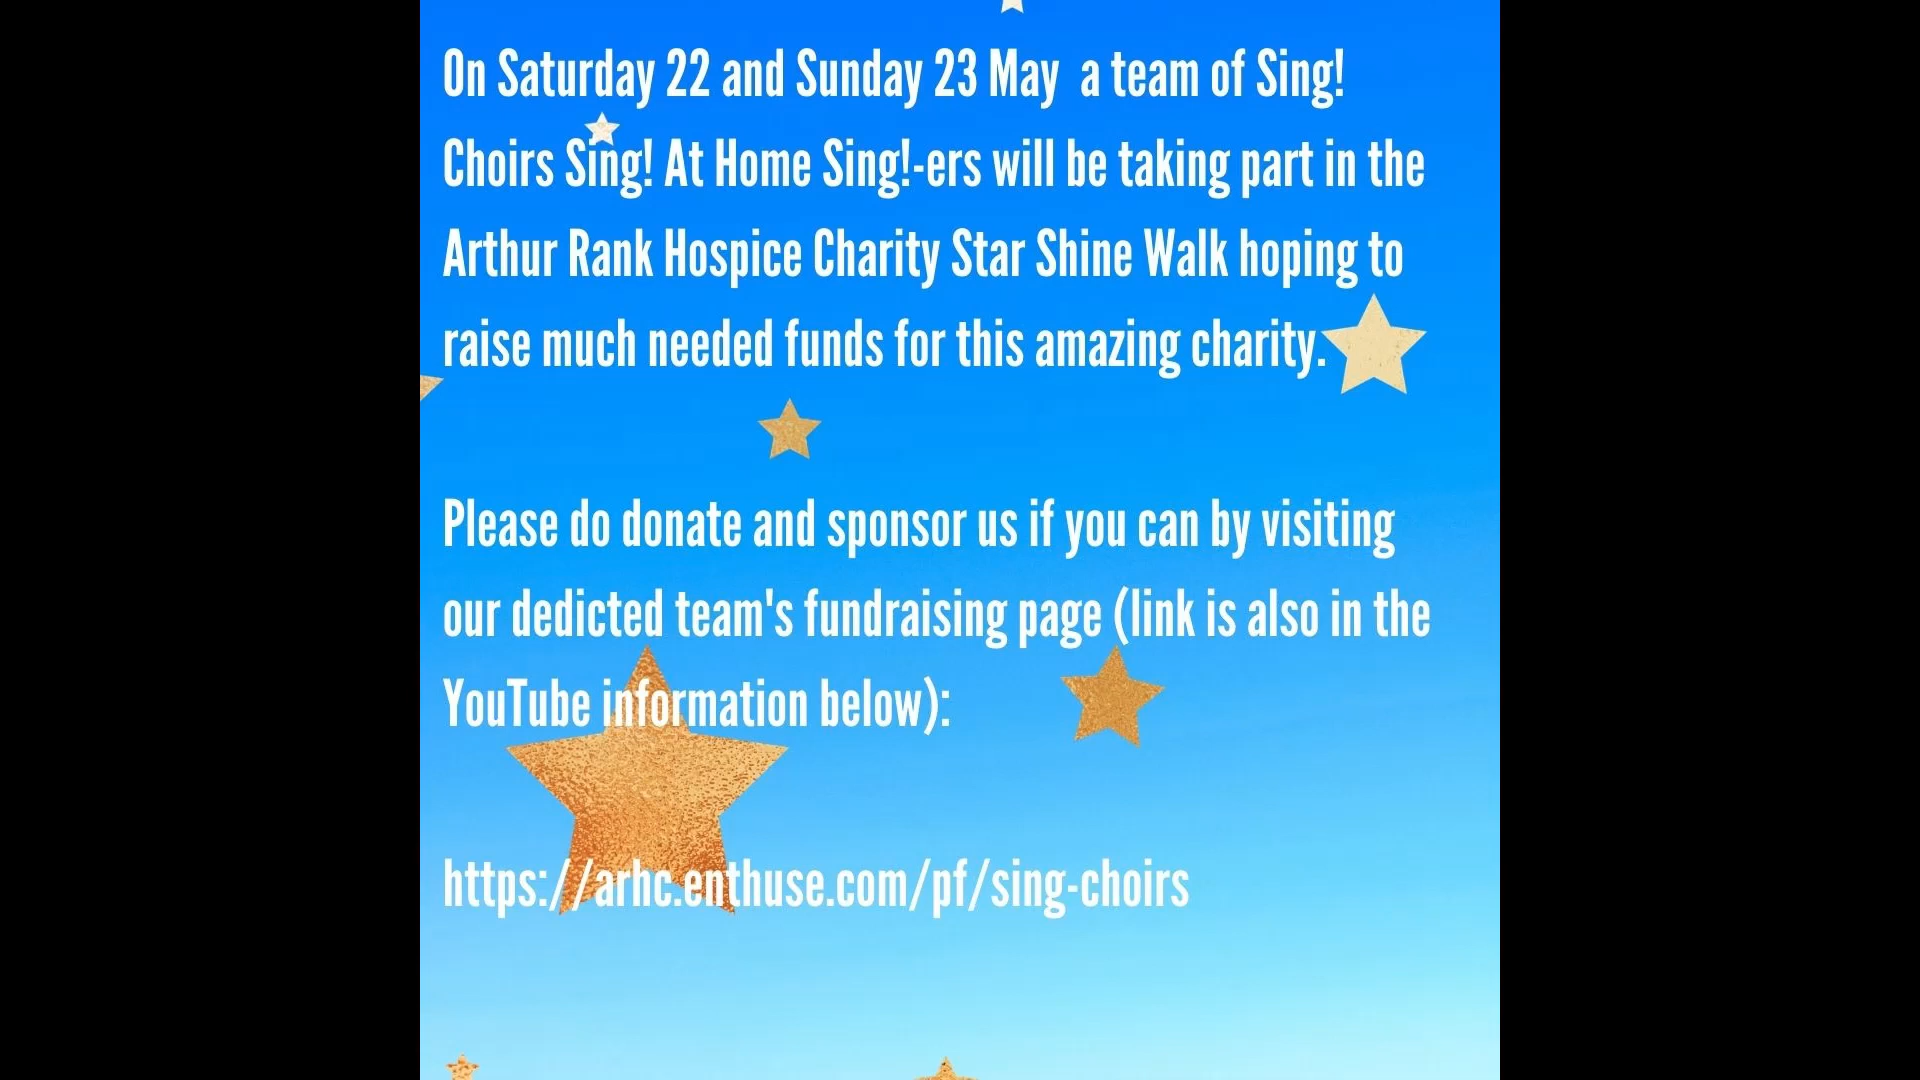 On Saturday 22 and Sunday 23 May  a team of Sing!
Choirs Sing! At Home Sing!-ers will be taking part in the
Arthur Rank Hospice Charity Star Shine Walk hoping to
raise much needed funds for this amazing charity.
Please do donate and sponsor us if you can by visiting
our dedicted team's fundraising page (link is also in the
YouTube information below):
https://arhc.enthuse.com/pf/sing-choirs